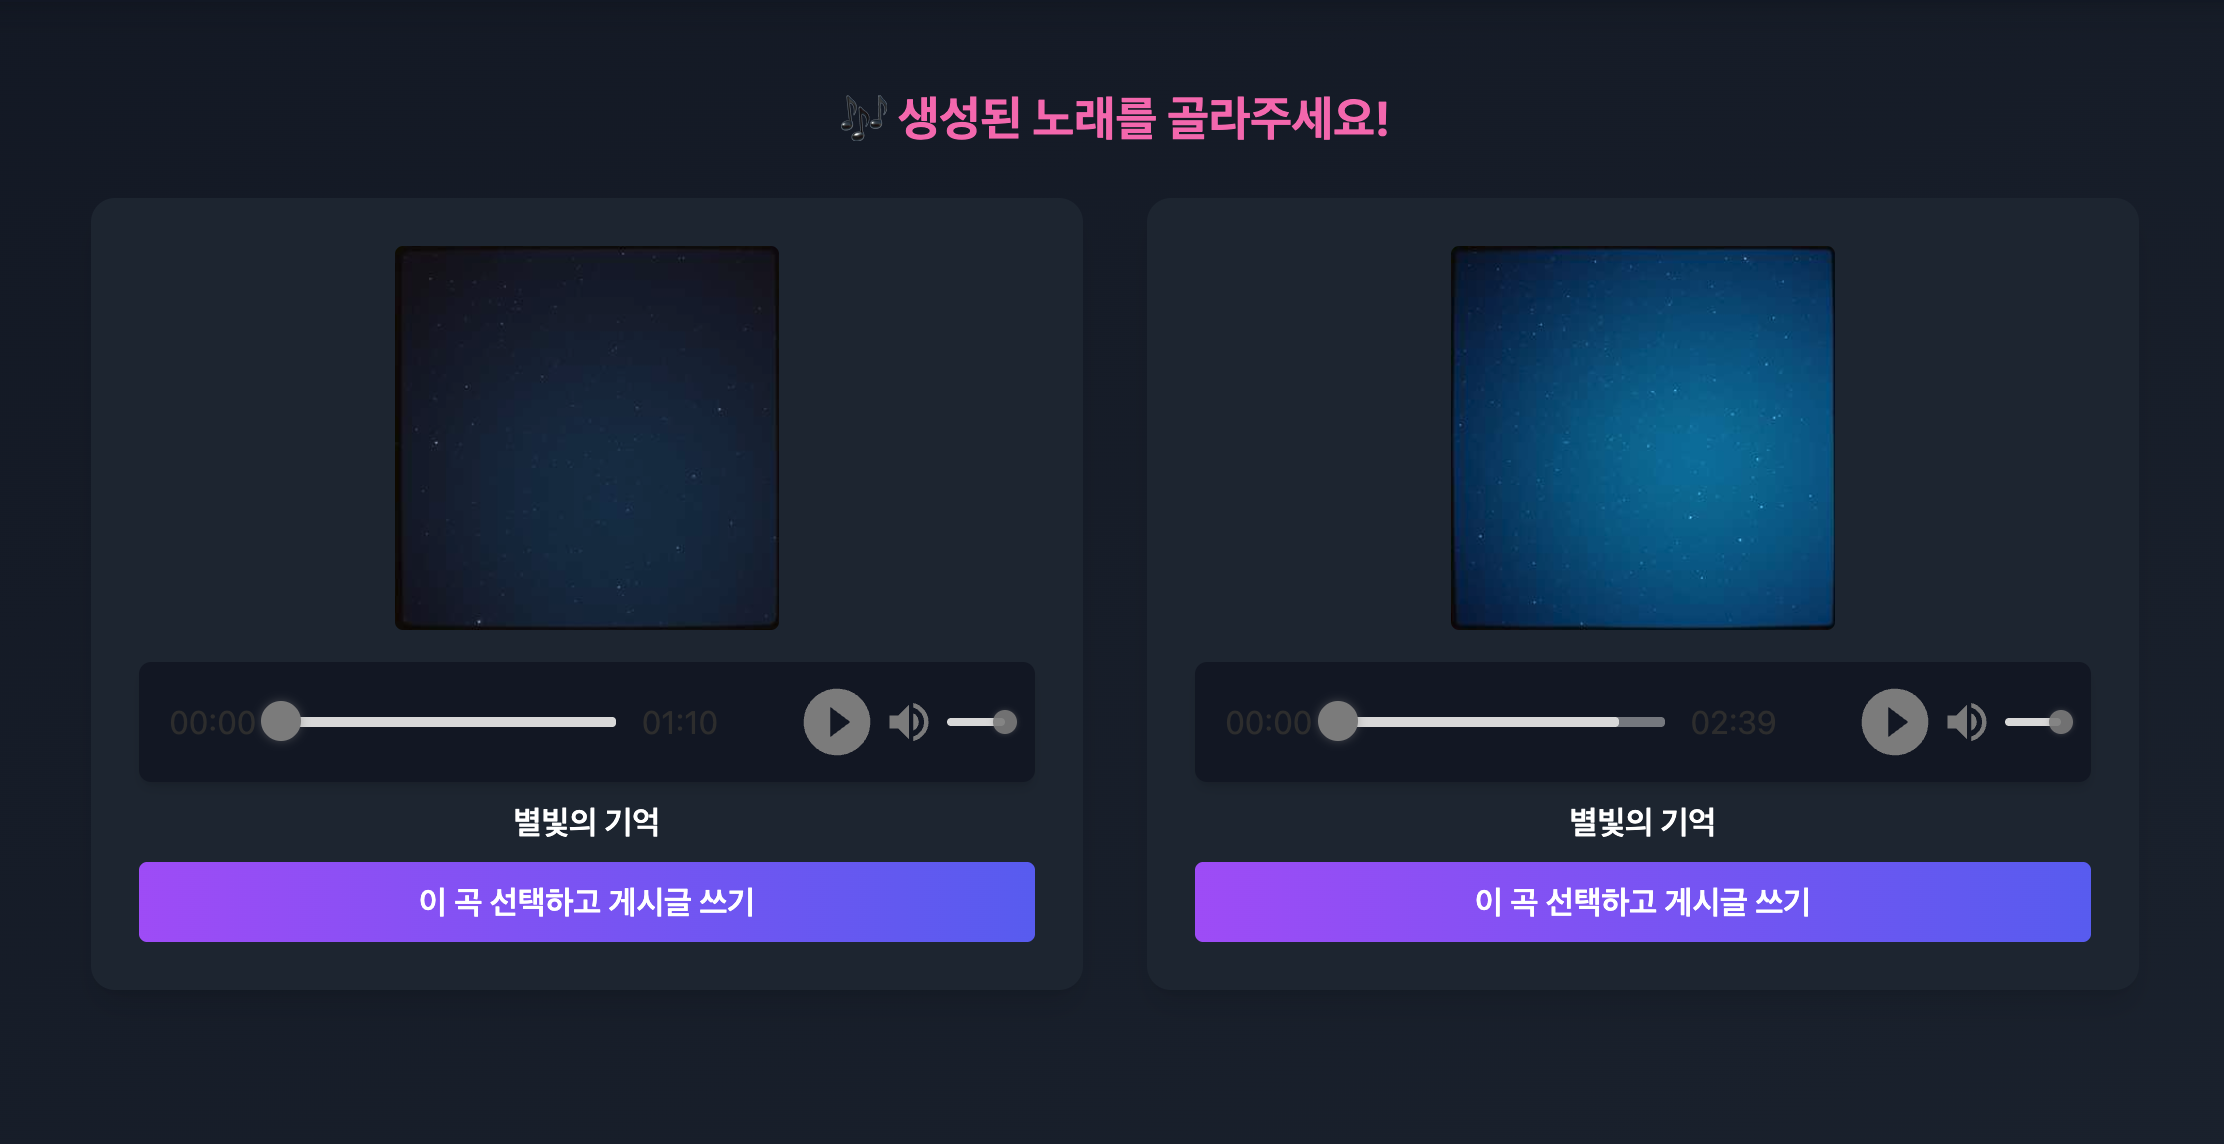 🎶 생성된 노래를 골라주세요!
00:00 01:10
별빛의 기억
이 곡 선택하고 게시글 쓰기
00:00 02:39
별빛의 기억
이 곡 선택하고 게시글 쓰기